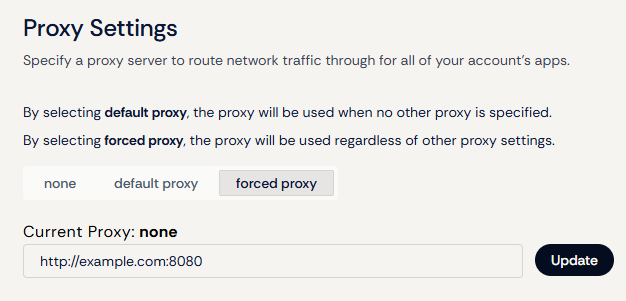 Proxy Settings
Specify a proxy server to route network traffic through for all of your account's apps.
By selecting default proxy, the proxy will be used when no other proxy is specified.
By selecting forced proxy, the proxy will be used regardless of other proxy settings.
none default proxy forced proxy
Current Proxy: none
http://example.com:8080 Update